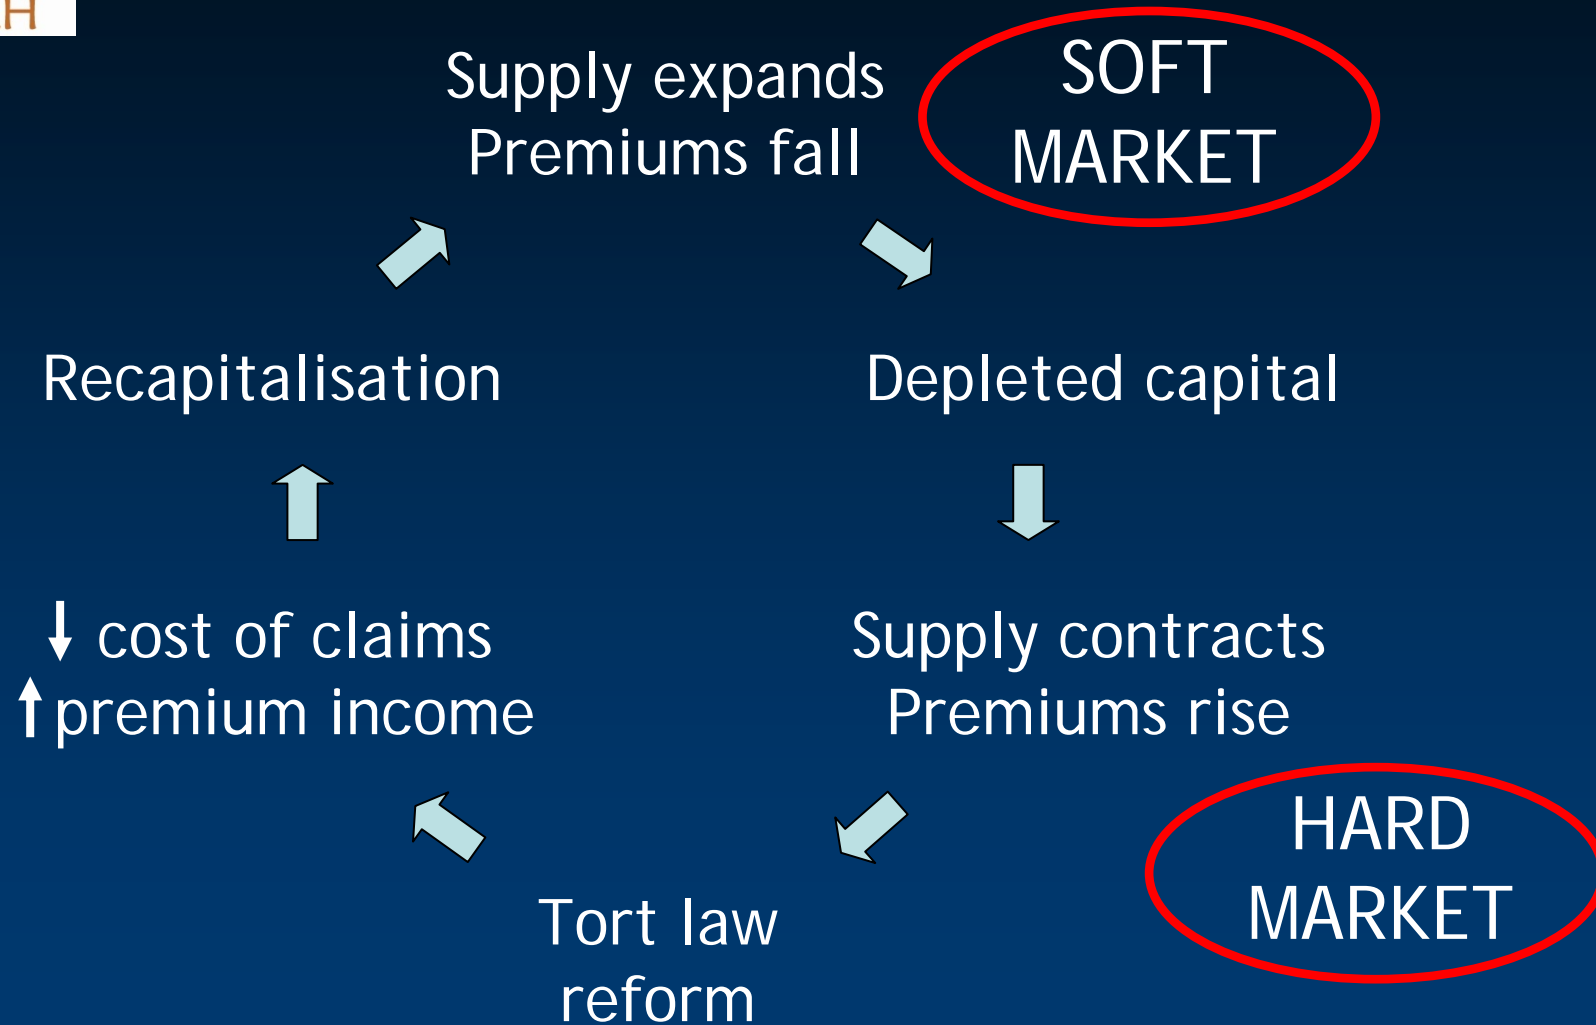 Supply expands
Premiums fall
SOFT
MARKET
Recapitalisation
Depleted capital
↓ cost of claims
↑ premium income
Supply contracts
Premiums rise
HARD
MARKET
Tort law
reform